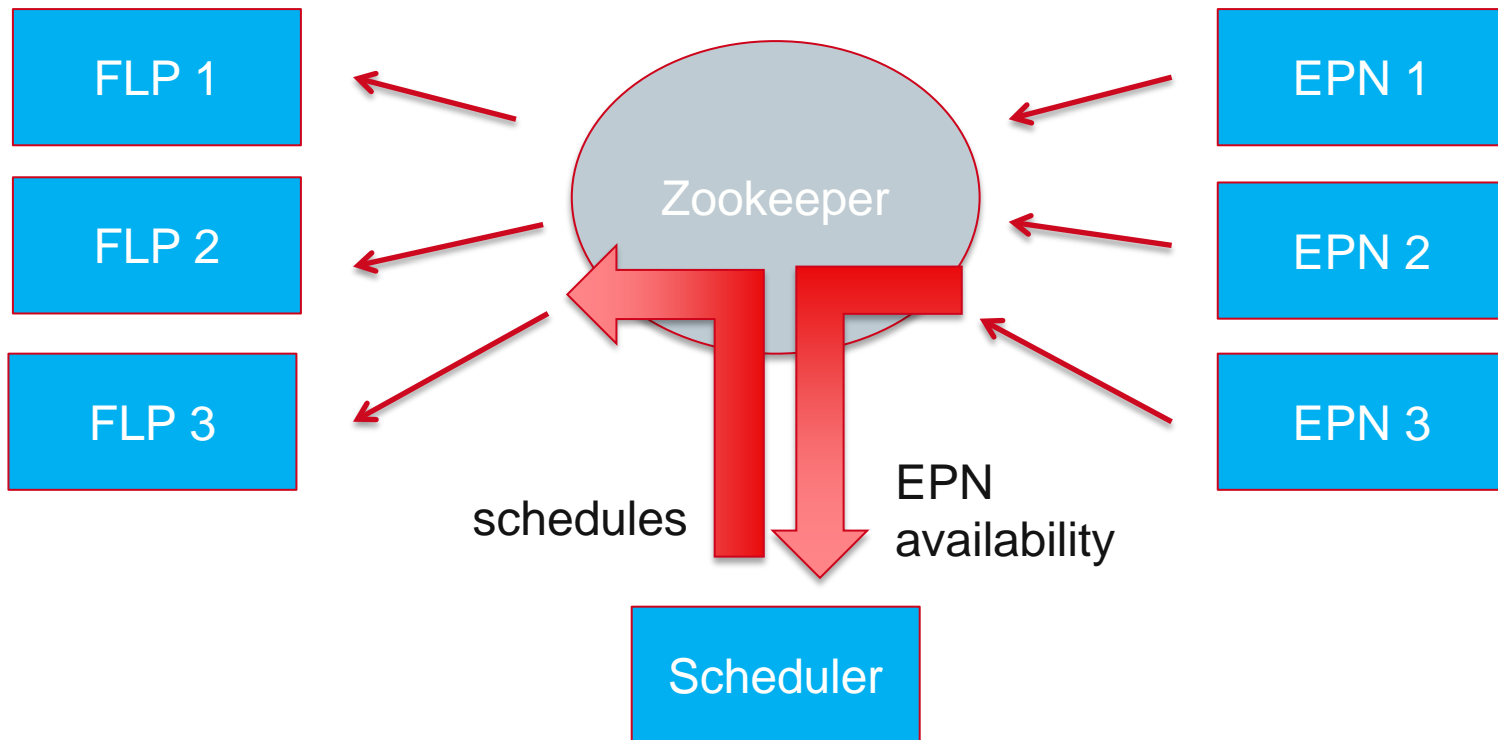 FLP 1
EPN 1
Zookeeper
FLP 2
EPN 2
FLP 3
EPN 3
schedules
EPN
availability
Scheduler